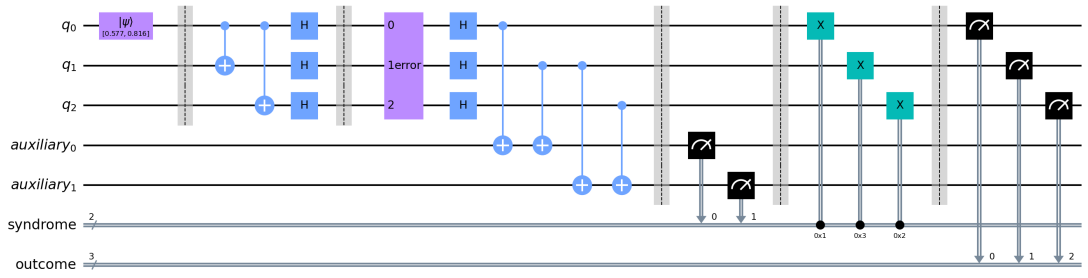 q0 |ψ⟩ [0.577, 0.816] H 0 H X
q1 H 1error H X
q2 H 2 H X
auxiliary0
auxiliary1
syndrome 2 0 1 0x1 0x3 0x2
outcome 3 0 1 2